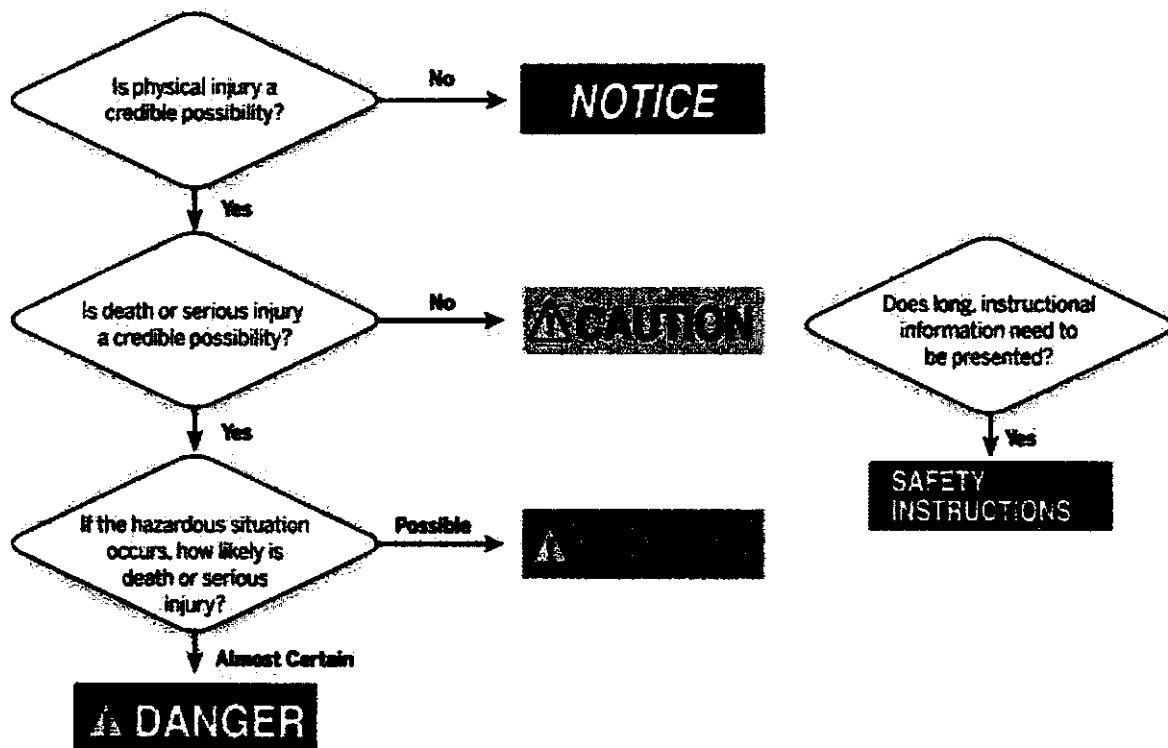 Is physical injury a
credible possibility?
No
NOTICE
Yes
Is death or serious injury
a credible possibility?
No
CAUTION
Does long, instructional
information need to
be presented?
Yes
Yes
SAFETY
INSTRUCTIONS
If the hazardous situation
occurs, how likely is
death or serious
injury?
Possible
Almost Certain
DANGER